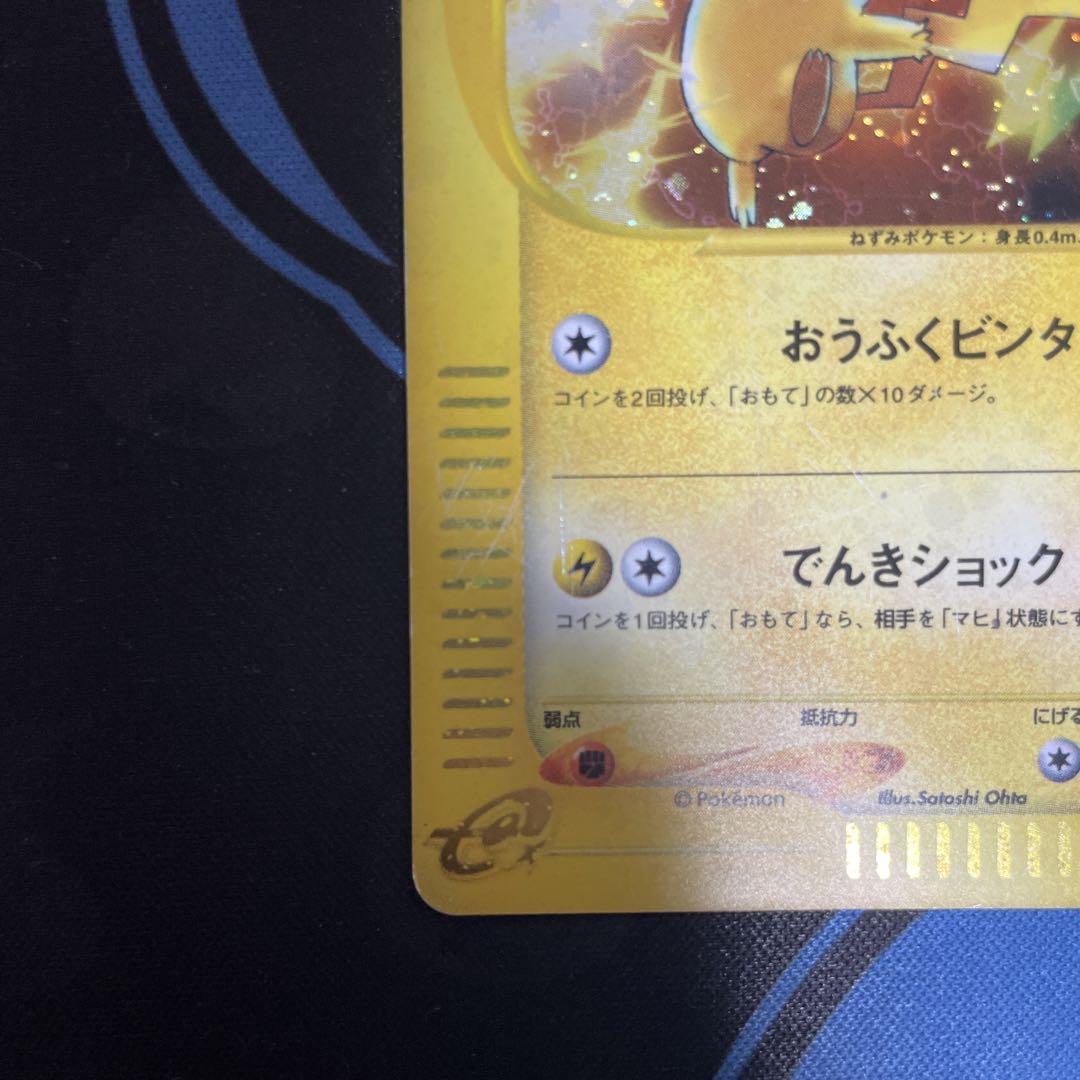 ねずみポケモン：身長0.4m、
おうふくビンタ
コインを2回投げ、「おもて」の数×10ダメージ。
でんきショック
コインを1回投げ、「おもて」なら、相手を「マヒ」状態にす
弱点 抵抗力 にげる
© Pokémon Illus.Satoshi Ohta
e